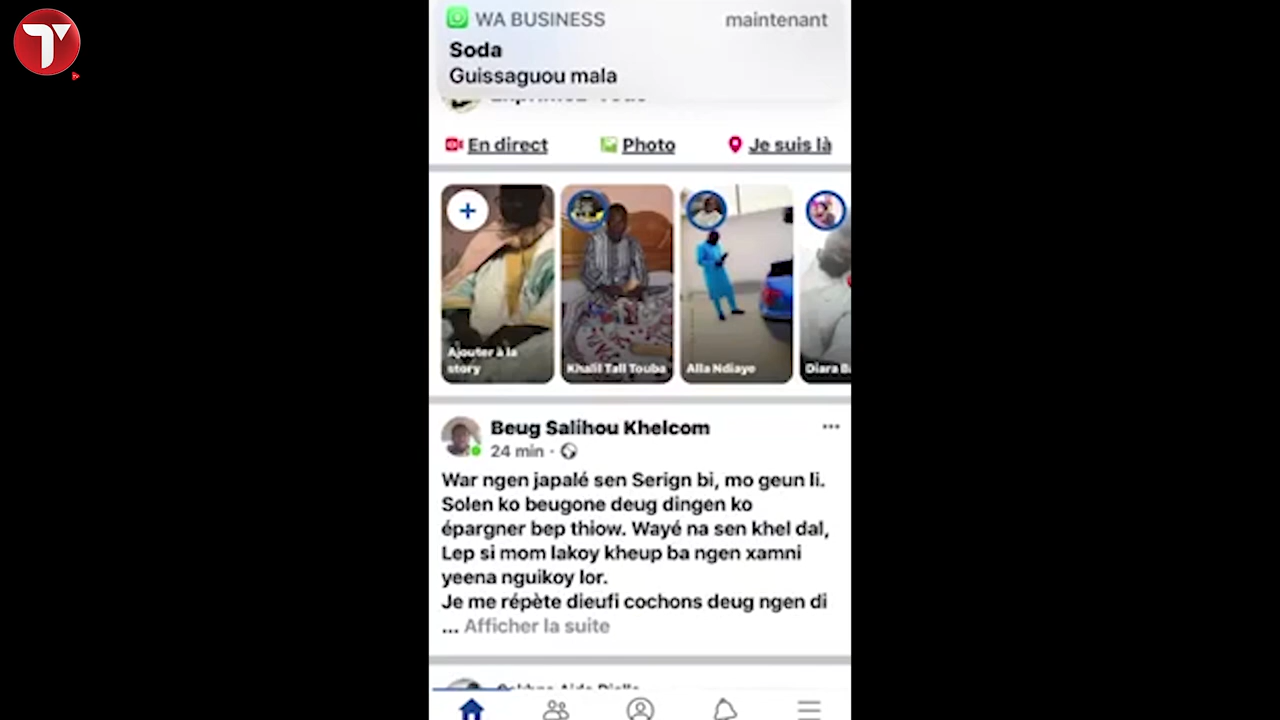 WA BUSINESS
maintenant
Soda
Guissaguou mala
En direct
Photo
Je suis là
Ajouter à la
story
Khalil Tall Touba
Alla Ndiaye
Diara
Beug Salihou Khelcom
24 min
War ngen japalé sen Serign bi, mo geun li.
Solen ko beugone deug dingen ko
épargner bep thiow. Wayé na sen khel dal,
Lep si mom lakoy kheup ba ngen xamni
yeena nguikoy lor.
Je me répète dieufi cochons deug ngen di
... Afficher la suite